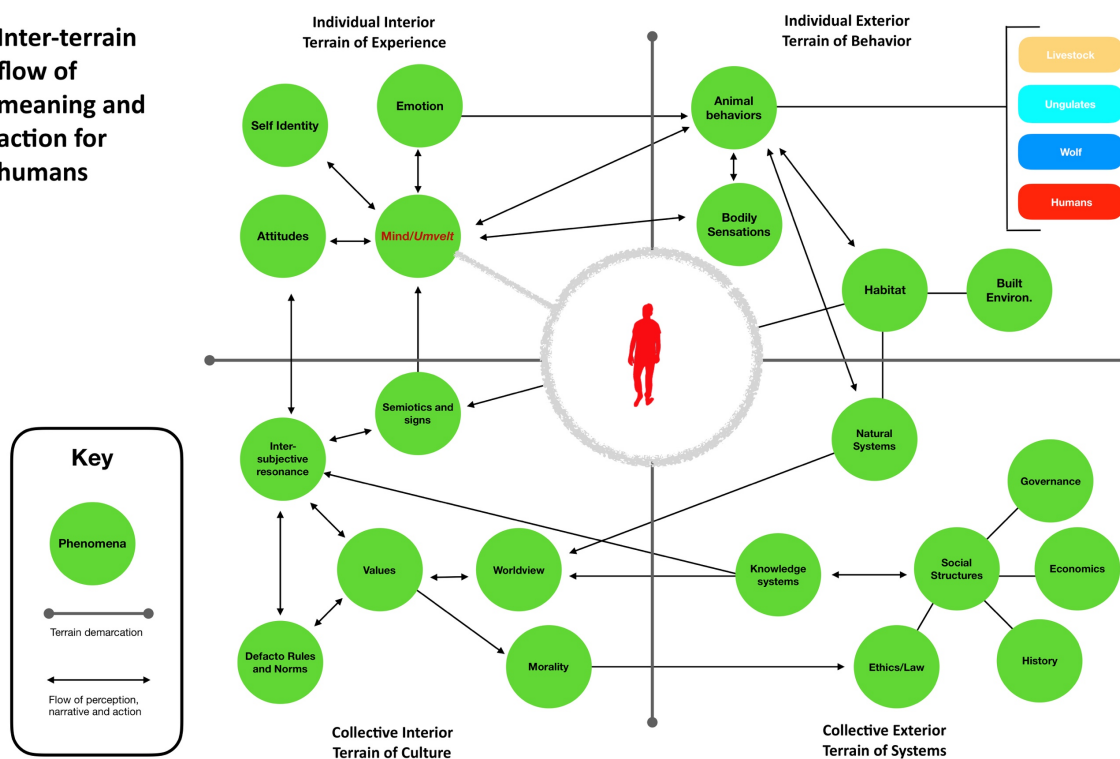 Inter-terrain
flow of
meaning and
action for
humans
Individual Interior
Terrain of Experience
Individual Exterior
Terrain of Behavior
Livestock
Ungulates
Wolf
Humans
Emotion
Self Identity
Attitudes
Mind/Umvelt
Animal
behaviors
Bodily
Sensations
Habitat
Built
Environ.
Semiotics and
signs
Inter-
subjective
resonance
Natural
Systems
Values
Worldview
Defacto Rules
and Norms
Morality
Knowledge
systems
Social
Structures
Governance
Economics
History
Ethics/Law
Key
Phenomena
Terrain demarcation
Flow of perception,
narrative and action
Collective Interior
Terrain of Culture
Collective Exterior
Terrain of Systems